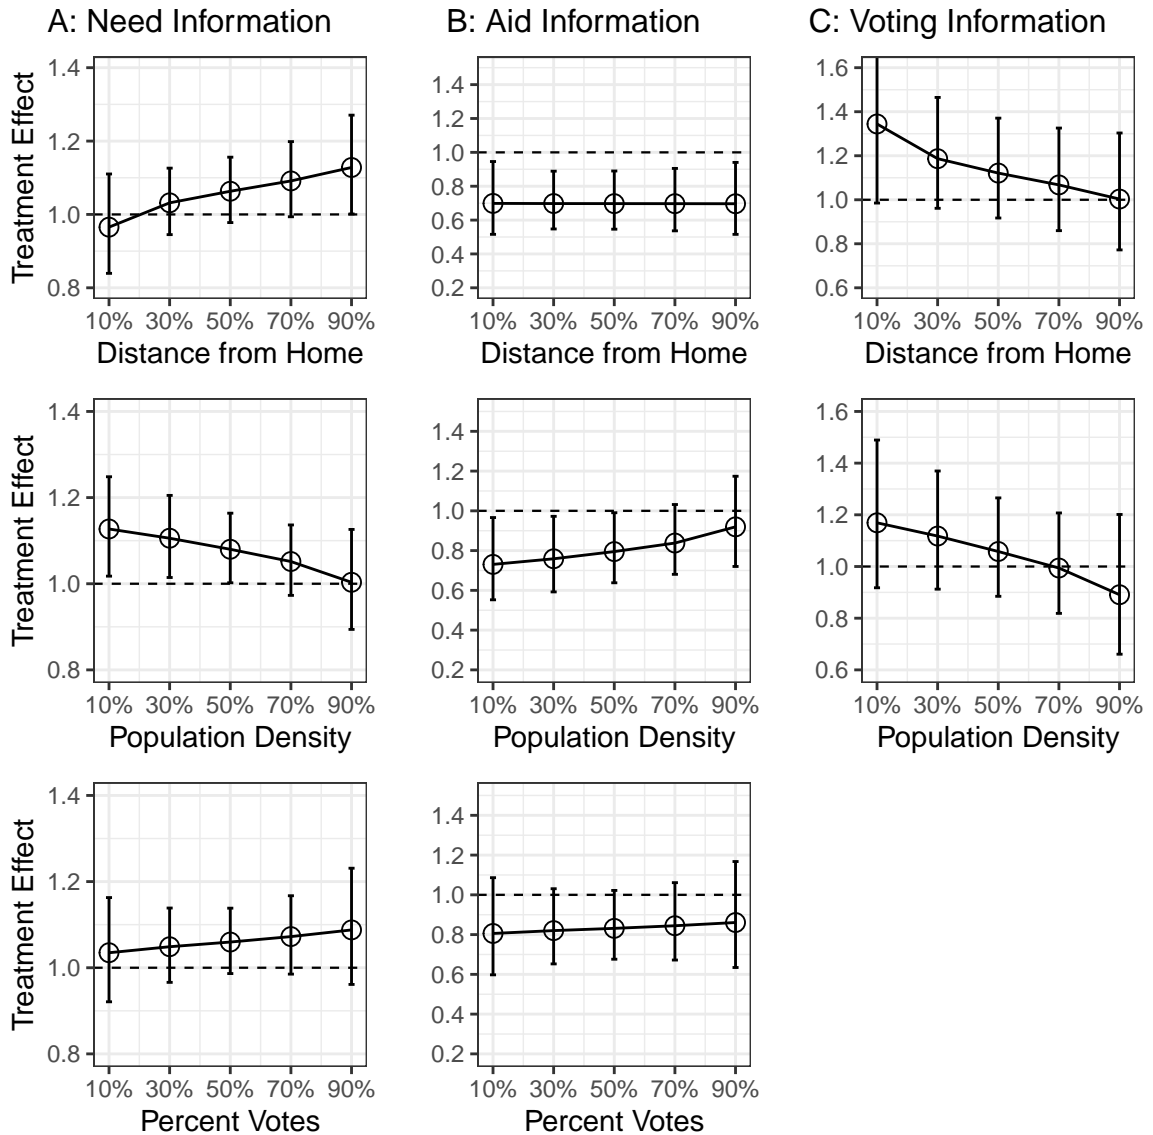 A: Need Information
B: Aid Information
C: Voting Information
Treatment Effect
1.4
1.2
1.0
0.8
10% 30% 50% 70% 90%
Distance from Home
1.4
1.2
1.0
0.8
0.6
0.4
0.2
10% 30% 50% 70% 90%
Distance from Home
1.6
1.4
1.2
1.0
0.8
0.6
10% 30% 50% 70% 90%
Distance from Home
Treatment Effect
1.4
1.2
1.0
0.8
10% 30% 50% 70% 90%
Population Density
1.4
1.2
1.0
0.8
0.6
0.4
0.2
10% 30% 50% 70% 90%
Population Density
1.6
1.4
1.2
1.0
0.8
0.6
10% 30% 50% 70% 90%
Population Density
Treatment Effect
1.4
1.2
1.0
0.8
10% 30% 50% 70% 90%
Percent Votes
1.4
1.2
1.0
0.8
0.6
0.4
0.2
10% 30% 50% 70% 90%
Percent Votes